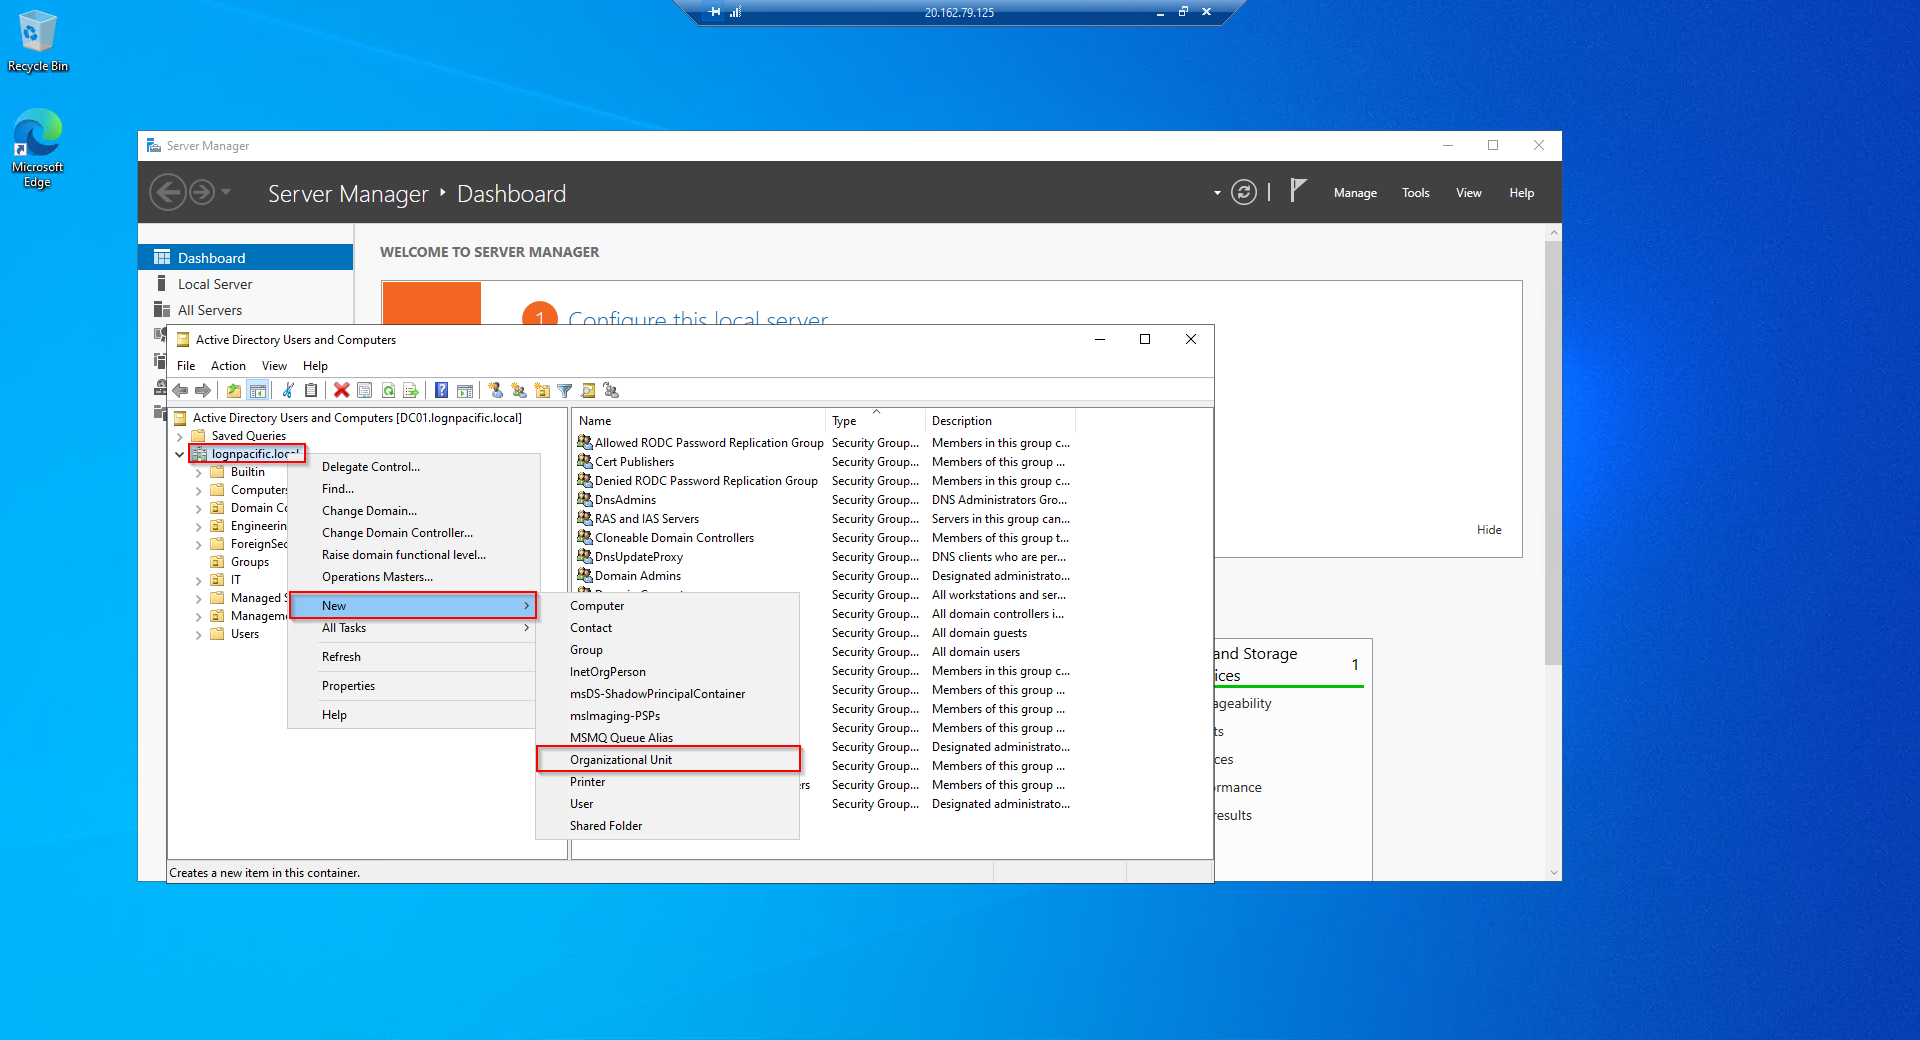 20.162.79.125
Recycle Bin
Microsoft
Edge
Server Manager
Server Manager Dashboard
Manage Tools View Help
Dashboard
Local Server
All Servers
WELCOME TO SERVER MANAGER
1 Configure this local server
Hide
and Storage
ices 1
ageability
ts
ces
ormance
results
Active Directory Users and Computers
File Action View Help
Active Directory Users and Computers [DC01.lognpacific.local]
Saved Queries
lognpacific.local
Builtin
Computers
Domain Co
Engineerin
ForeignSec
Groups
IT
Managed S
Manageme
Users
Delegate Control...
Find...
Change Domain...
Change Domain Controller...
Raise domain functional level...
Operations Masters...
New
All Tasks
Refresh
Properties
Help
Computer
Contact
Group
InetOrgPerson
msDS-ShadowPrincipalContainer
msImaging-PSPs
MSMQ Queue Alias
Organizational Unit
Printer
User
Shared Folder
Name Type Description
Allowed RODC Password Replication Group Security Group... Members in this group c...
Cert Publishers Security Group... Members of this group ...
Denied RODC Password Replication Group Security Group... Members in this group c...
DnsAdmins Security Group... DNS Administrators Gro...
RAS and IAS Servers Security Group... Servers in this group can...
Cloneable Domain Controllers Security Group... Members of this group t...
DnsUpdateProxy Security Group... DNS clients who are per...
Domain Admins Security Group... Designated administrato...
Security Group... All workstations and ser...
Security Group... All domain controllers i...
Security Group... All domain guests
Security Group... All domain users
Security Group... Members in this group c...
Security Group... Members of this group ...
Security Group... Members of this group ...
Security Group... Members of this group ...
Security Group... Designated administrato...
Security Group... Members of this group ...
rs Security Group... Members of this group ...
Security Group... Designated administrato...
Creates a new item in this container.